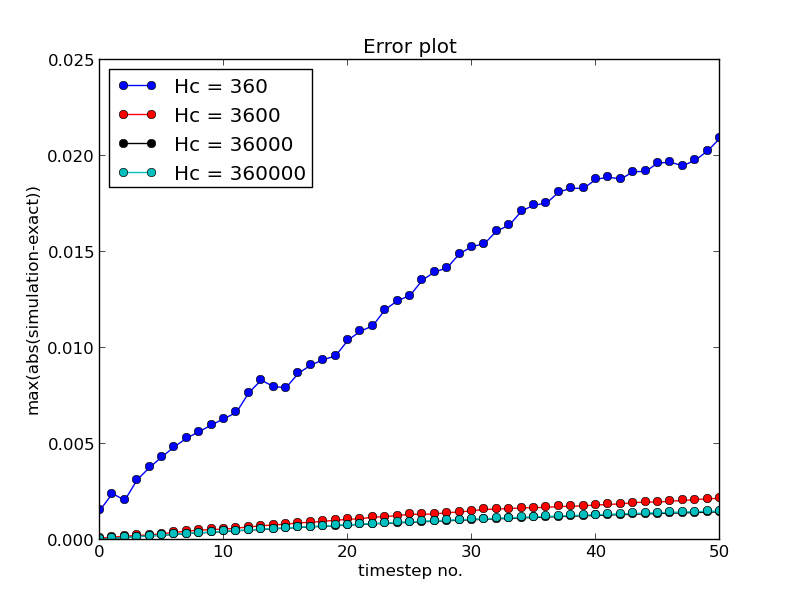 Error plot
0.025
0.020
0.015
0.010
0.005
0.000
max(abs(simulation-exact))
Hc = 360
Hc = 3600
Hc = 36000
Hc = 360000
0 10 20 30 40 50
timestep no.